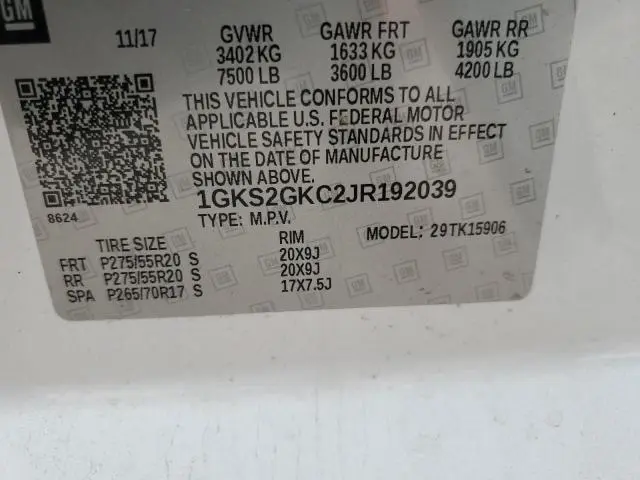 GM
11/17 GVWR GAWR FRT GAWR RR
3402 KG 1633 KG 1905 KG
7500 LB 3600 LB 4200 LB
THIS VEHICLE CONFORMS TO ALL
APPLICABLE U.S. FEDERAL MOTOR
VEHICLE SAFETY STANDARDS IN EFFECT
ON THE DATE OF MANUFACTURE
SHOWN ABOVE.
8624
1GKS2GKC2JR192039
TYPE: M.P.V. MODEL: 29TK15906
TIRE SIZE RIM
FRT P275/55R20 S 20X9J
RR P275/55R20 S 20X9J
SPA P265/70R17 S 17X7.5J